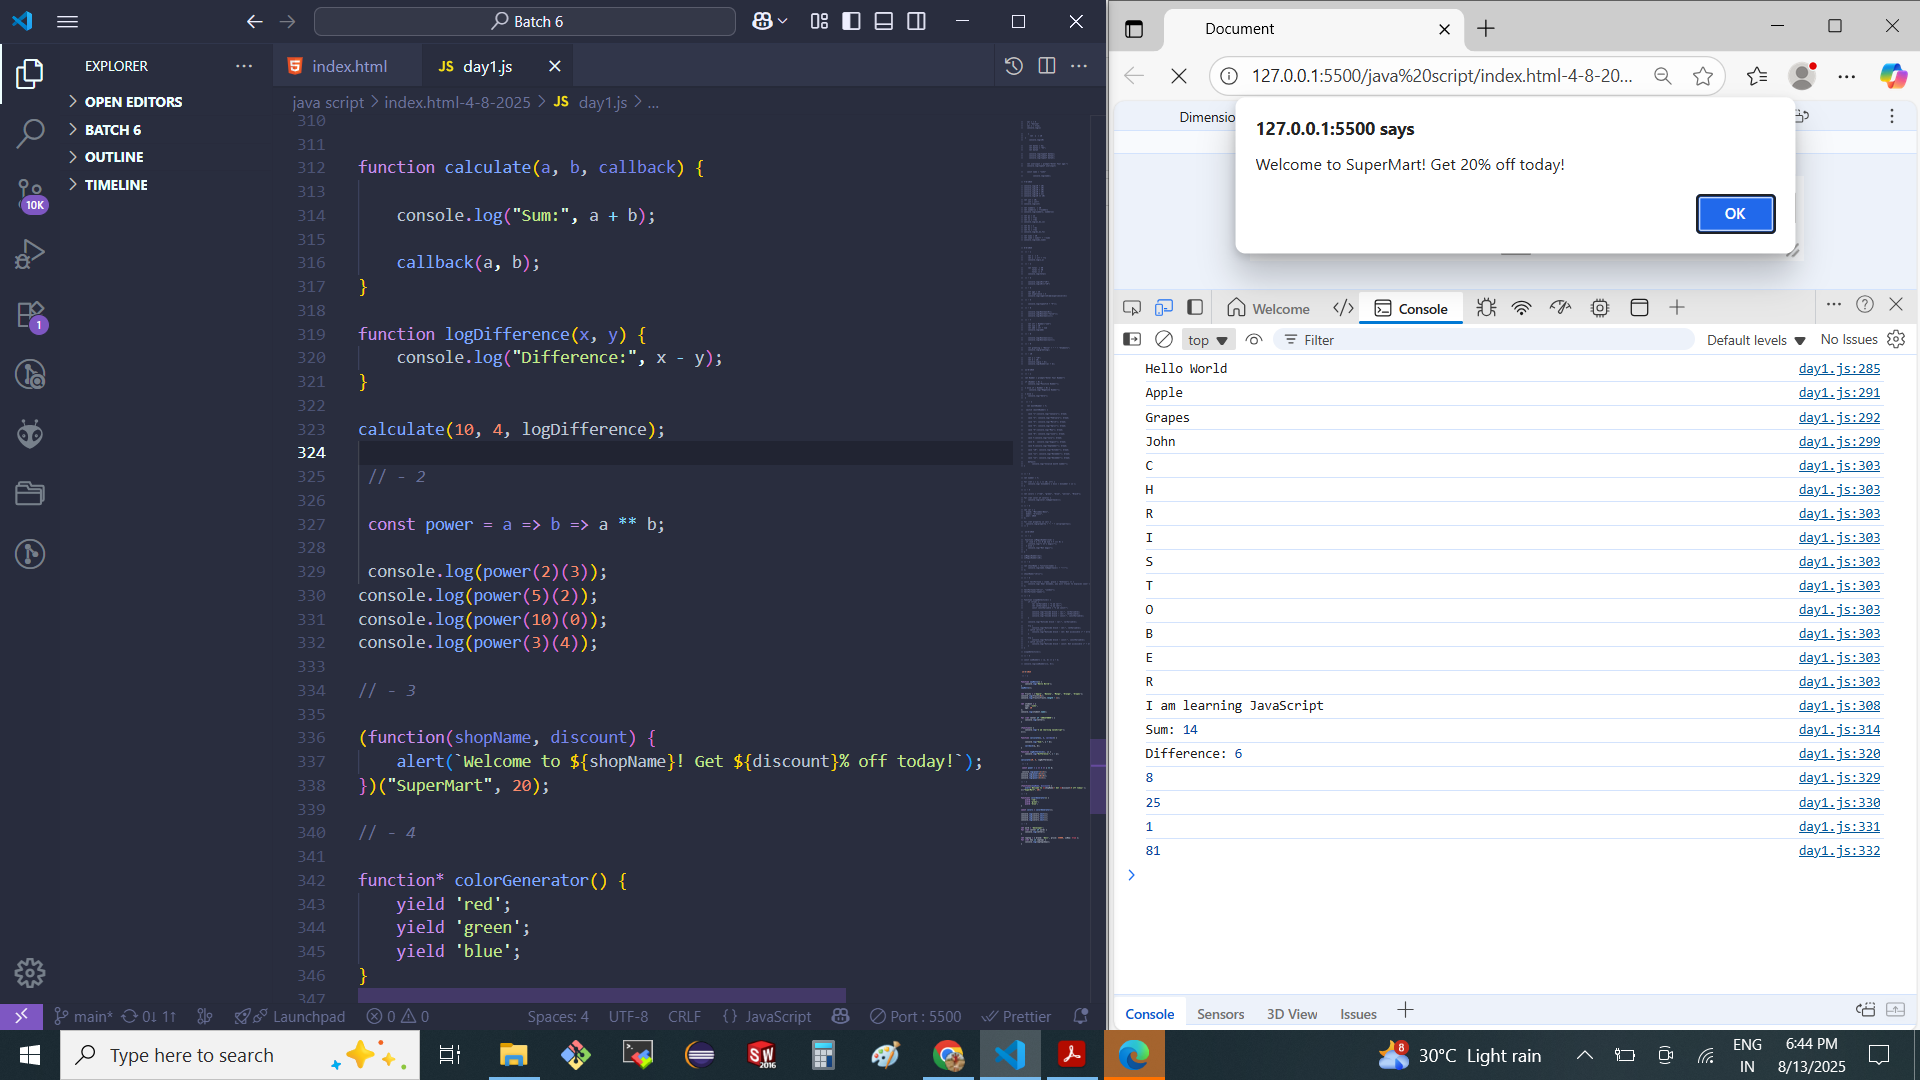 Batch 6
EXPLORER
OPEN EDITORS
BATCH 6
OUTLINE
TIMELINE
10K
1
index.html
JS day1.js
java script > index.html-4-8-2025 > JS day1.js > ...
310
311
312 function calculate(a, b, callback) {
313
314 console.log("Sum:", a + b);
315
316 callback(a, b);
317 }
318
319 function logDifference(x, y) {
320 console.log("Difference:", x - y);
321 }
322
323 calculate(10, 4, logDifference);
324
325 // - 2
326
327 const power = a => b => a ** b;
328
329 console.log(power(2)(3));
330 console.log(power(5)(2));
331 console.log(power(10)(0));
332 console.log(power(3)(4));
333
334 // - 3
335
336 (function(shopName, discount) {
337 alert(`Welcome to ${shopName}! Get ${discount}% off today!`);
338 })("SuperMart", 20);
339
340 // - 4
341
342 function* colorGenerator() {
343 yield 'red';
344 yield 'green';
345 yield 'blue';
346 }
347
main* 0↓ 1↑ Launchpad 0 0 Spaces: 4 UTF-8 CRLF {} JavaScript Port : 5500 Prettier
Document
127.0.0.1:5500/java%20script/index.html-4-8-20...
Dimensio
127.0.0.1:5500 says
Welcome to SuperMart! Get 20% off today!
OK
Welcome
Console
top
Filter
Default levels
No Issues
Hello World day1.js:285
Apple day1.js:291
Grapes day1.js:292
John day1.js:299
C day1.js:303
H day1.js:303
R day1.js:303
I day1.js:303
S day1.js:303
T day1.js:303
O day1.js:303
B day1.js:303
E day1.js:303
R day1.js:303
I am learning JavaScript day1.js:308
Sum: 14 day1.js:314
Difference: 6 day1.js:320
8 day1.js:329
25 day1.js:330
1 day1.js:331
81 day1.js:332
Console Sensors 3D View Issues
Type here to search
SW 2016
8
30°C Light rain
ENG
IN
6:44 PM
8/13/2025